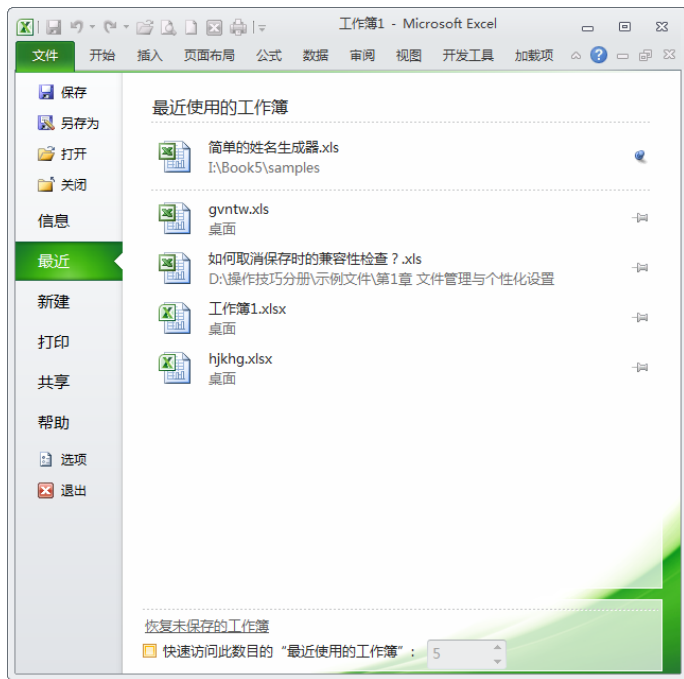 工作簿1 - Microsoft Excel
文件 开始 插入 页面布局 公式 数据 审阅 视图 开发工具 加载项
保存
另存为
打开
关闭
信息
最近
新建
打印
共享
帮助
选项
退出
最近使用的工作簿
简单的姓名生成器.xls
I:\Book5\samples
gvntw.xls
桌面
如何取消保存时的兼容性检查？.xls
D:\操作技巧分册\示例文件\第1章 文件管理与个性化设置
工作簿1.xlsx
桌面
hjkhg.xlsx
桌面
恢复未保存的工作簿
快速访问此数目的“最近使用的工作簿”： 5